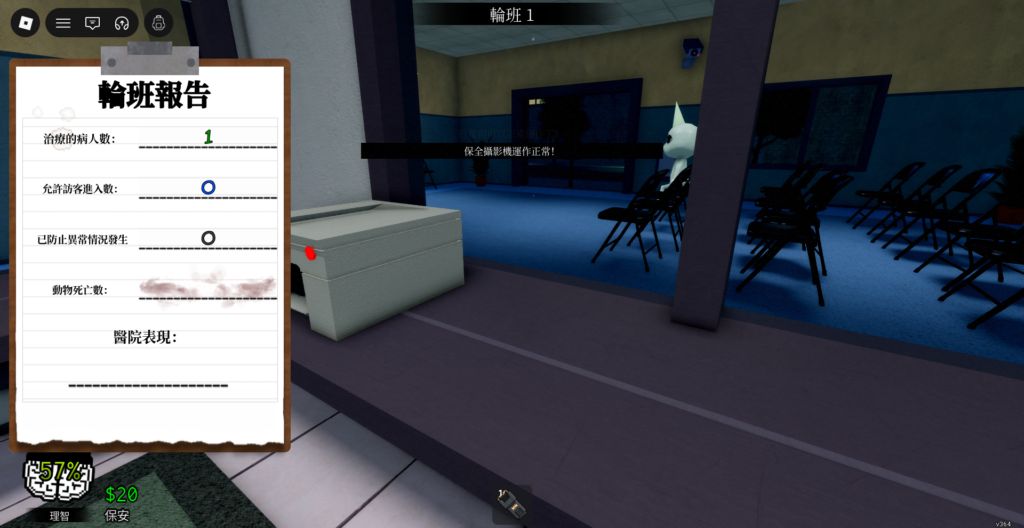 輪班 1
輪班報告
治療的病人數: 1
允許訪客進入數: 0
已防止異常情況發生 0
動物死亡數:
醫院表現:
保全攝影機運作正常!
57%
理智
$20
保安
1
v364